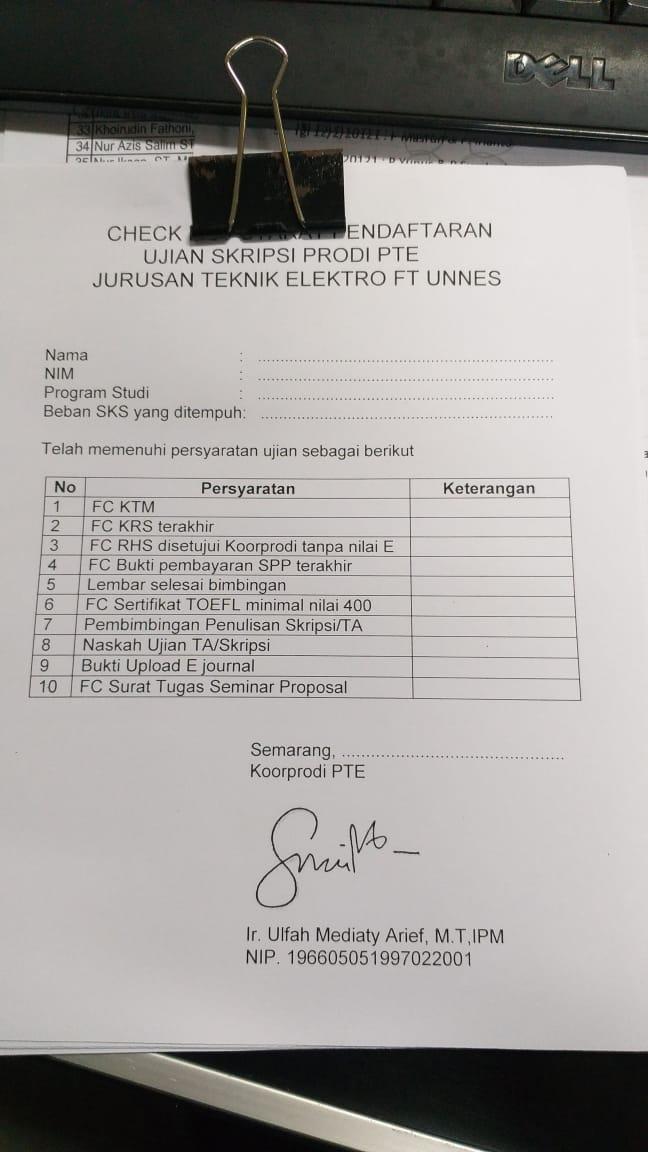 DELL
33 Khoirudin Fathoni,
34 Nur Azis Salim ST
CHECK PENDAFTARAN
UJIAN SKRIPSI PRODI PTE
JURUSAN TEKNIK ELEKTRO FT UNNES
Nama : ..........................................................
NIM : ..........................................................
Program Studi : ..........................................................
Beban SKS yang ditempuh: ..........................................................
Telah memenuhi persyaratan ujian sebagai berikut
No Persyaratan Keterangan
1 FC KTM
2 FC KRS terakhir
3 FC RHS disetujui Koorprodi tanpa nilai E
4 FC Bukti pembayaran SPP terakhir
5 Lembar selesai bimbingan
6 FC Sertifikat TOEFL minimal nilai 400
7 Pembimbingan Penulisan Skripsi/TA
8 Naskah Ujian TA/Skripsi
9 Bukti Upload E journal
10 FC Surat Tugas Seminar Proposal
Semarang, ............................................
Koorprodi PTE
Ir. Ulfah Mediaty Arief, M.T,IPM
NIP. 196605051997022001